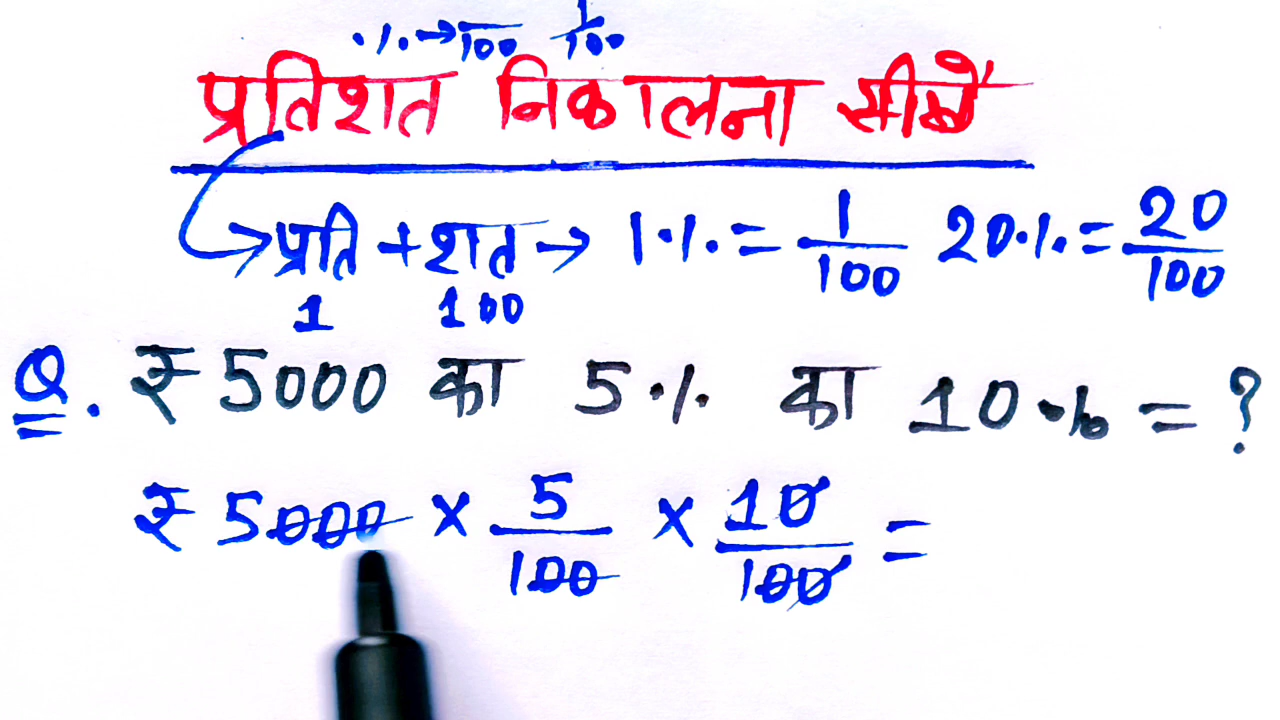 % → —/100 1/100
प्रतिशत निकालना सीखें
→ प्रति + शत → 1% = 1/100 20% = 20/100
1 100
Q. ₹ 5000 का 5% का 10% = ?
₹ 5000 × 5/100 × 10/100 =